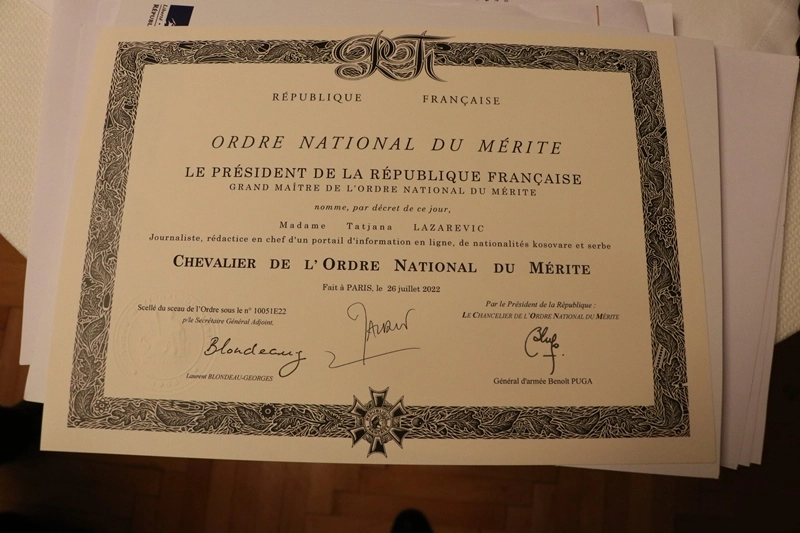 RF
RÉPUBLIQUE FRANÇAISE
ORDRE NATIONAL DU MÉRITE
LE PRÉSIDENT DE LA RÉPUBLIQUE FRANÇAISE
GRAND MAÎTRE DE L'ORDRE NATIONAL DU MÉRITE
nomme, par décret de ce jour,
Madame Tatjana LAZAREVIC
Journaliste, rédactice en chef d'un portail d'information en ligne, de nationalités kosovare et serbe
CHEVALIER DE L'ORDRE NATIONAL DU MÉRITE
Fait à PARIS, le 26 juillet 2022
Scellé du sceau de l'Ordre sous le n° 10051E22
p/le Secrétaire Général Adjoint,
Blondeau
Laurent BLONDEAU-GEORGES
Par le Président de la République :
LE CHANCELIER DE L'ORDRE NATIONAL DU MÉRITE
Général d'armée Benoît PUGA